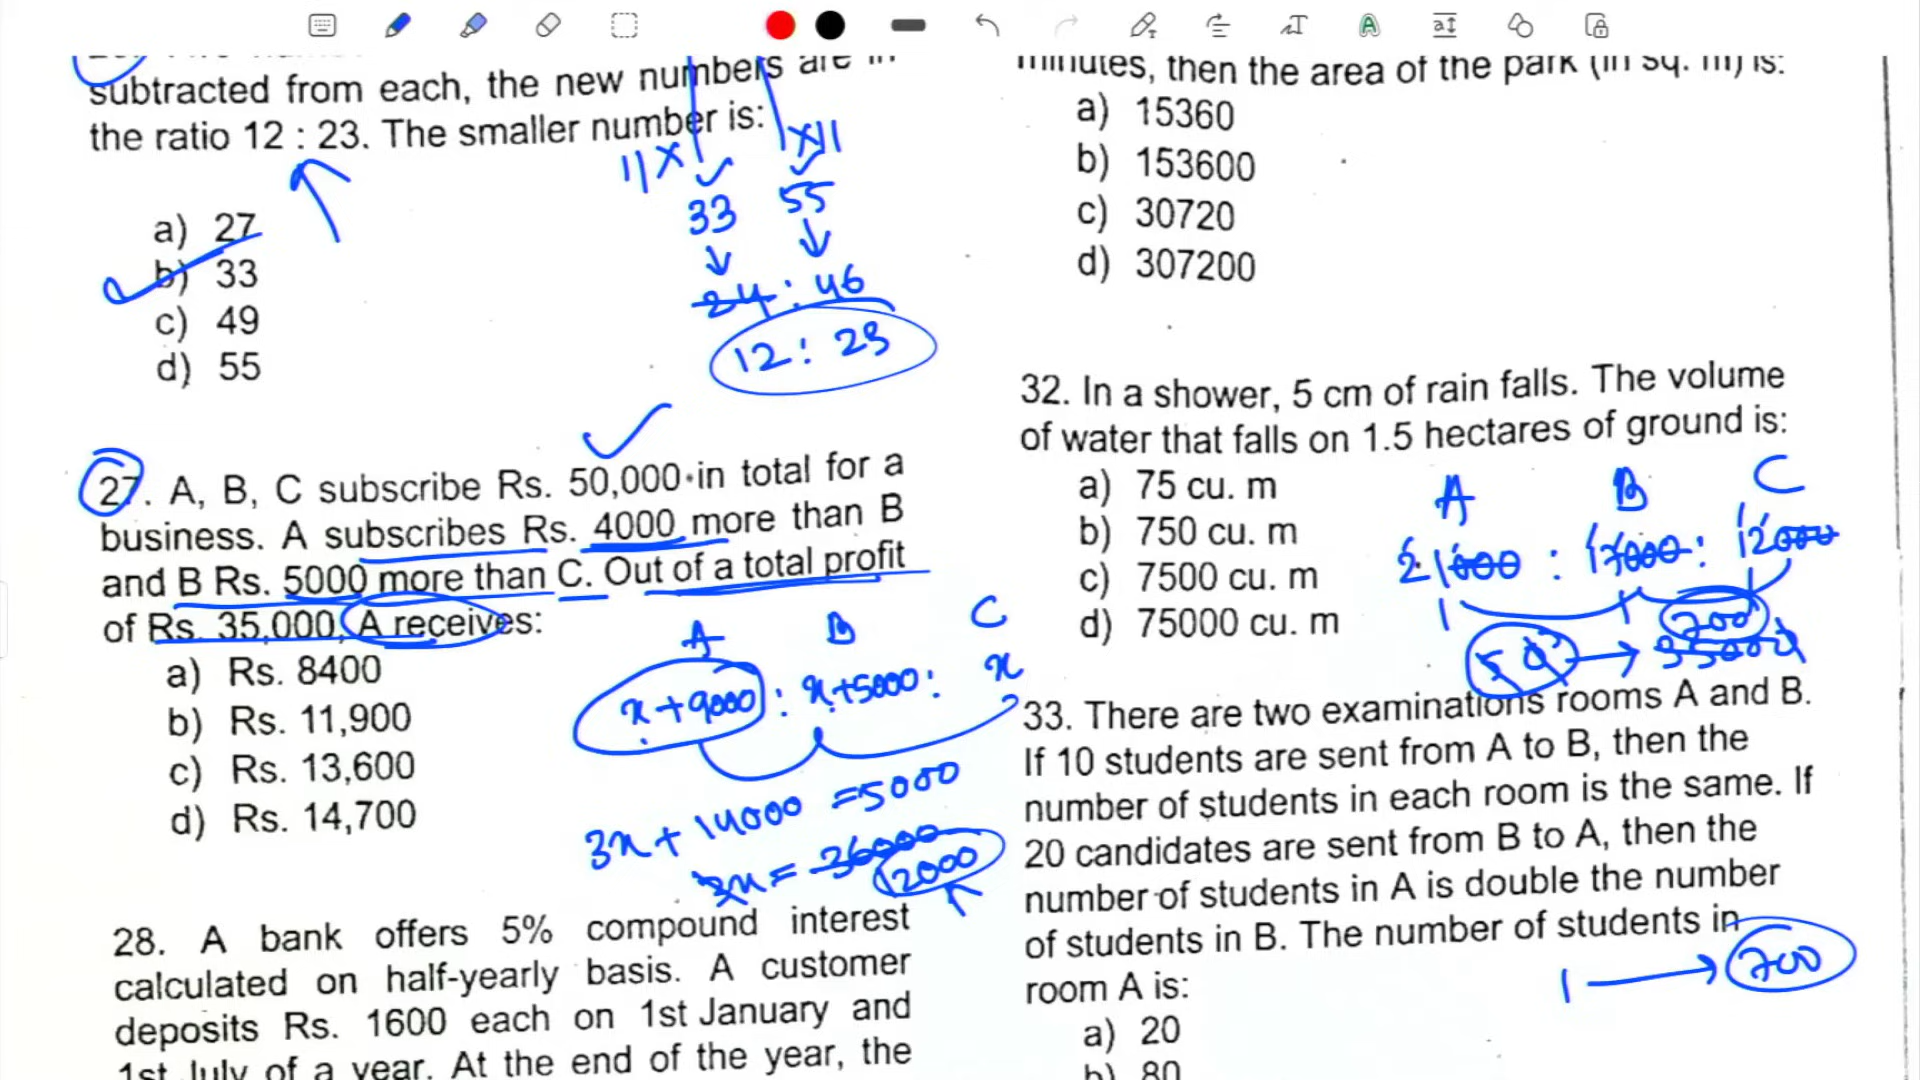 subtracted from each, the new numbers are in
the ratio 12 : 23. The smaller number is:
a) 27
b) 33
c) 49
d) 55
11 X
X11
33 55
24 : 46
12 : 23
27. A, B, C subscribe Rs. 50,000 in total for a
business. A subscribes Rs. 4000 more than B
and B Rs. 5000 more than C. Out of a total profit
of Rs. 35,000, A receives:
a) Rs. 8400
b) Rs. 11,900
c) Rs. 13,600
d) Rs. 14,700
A B C
x+9000 : x+5000 : x
3x + 14000 = 5000
3x = 36000
12000
28. A bank offers 5% compound interest
calculated on half-yearly basis. A customer
deposits Rs. 1600 each on 1st January and
1st July of a year. At the end of the year, the
minutes, then the area of the park (in sq. m) is:
a) 15360
b) 153600
c) 30720
d) 307200
32. In a shower, 5 cm of rain falls. The volume
of water that falls on 1.5 hectares of ground is:
a) 75 cu. m
b) 750 cu. m
c) 7500 cu. m
d) 75000 cu. m
A B C
21000 : 17000 : 12000
700
50 → 35000
33. There are two examinations rooms A and B.
If 10 students are sent from A to B, then the
number of students in each room is the same. If
20 candidates are sent from B to A, then the
number of students in A is double the number
of students in B. The number of students in
room A is:
1 → 700
a) 20
b) 80